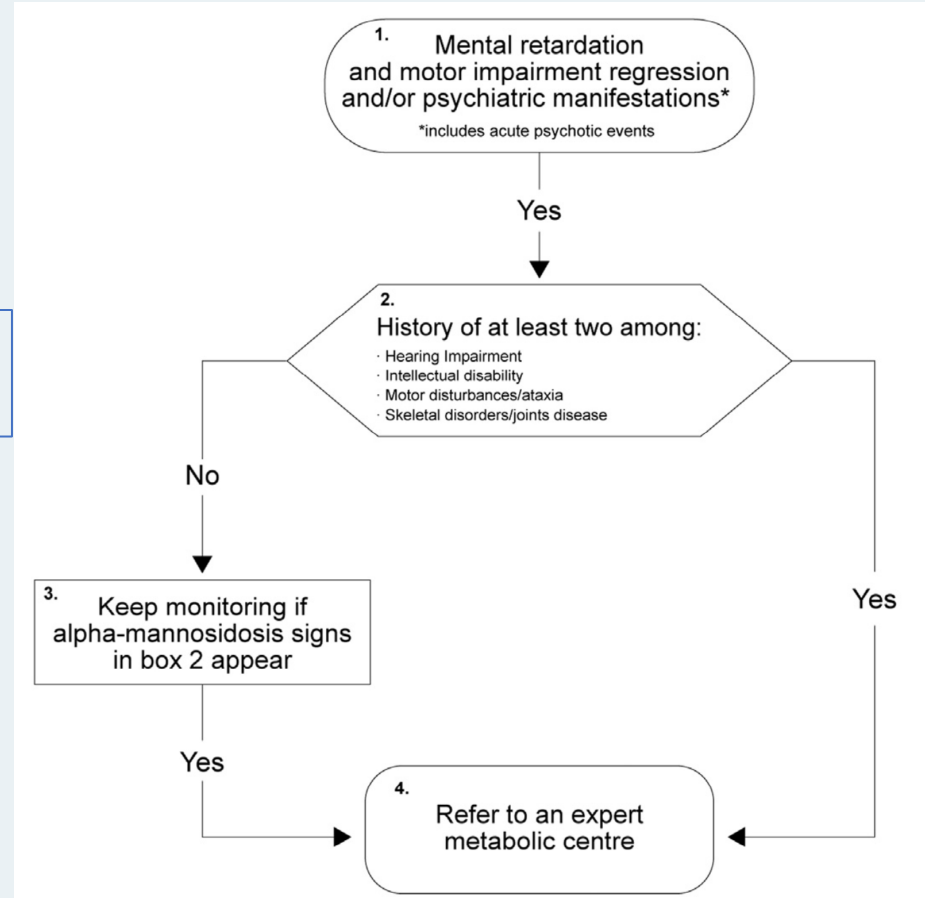 1.
Mental retardation
and motor impairment regression
and/or psychiatric manifestations*
*includes acute psychotic events
Yes
2.
History of at least two among:
· Hearing Impairment
· Intellectual disability
· Motor disturbances/ataxia
· Skeletal disorders/joints disease
No
3.
Keep monitoring if
alpha-mannosidosis signs
in box 2 appear
Yes
Yes
4.
Refer to an expert
metabolic centre